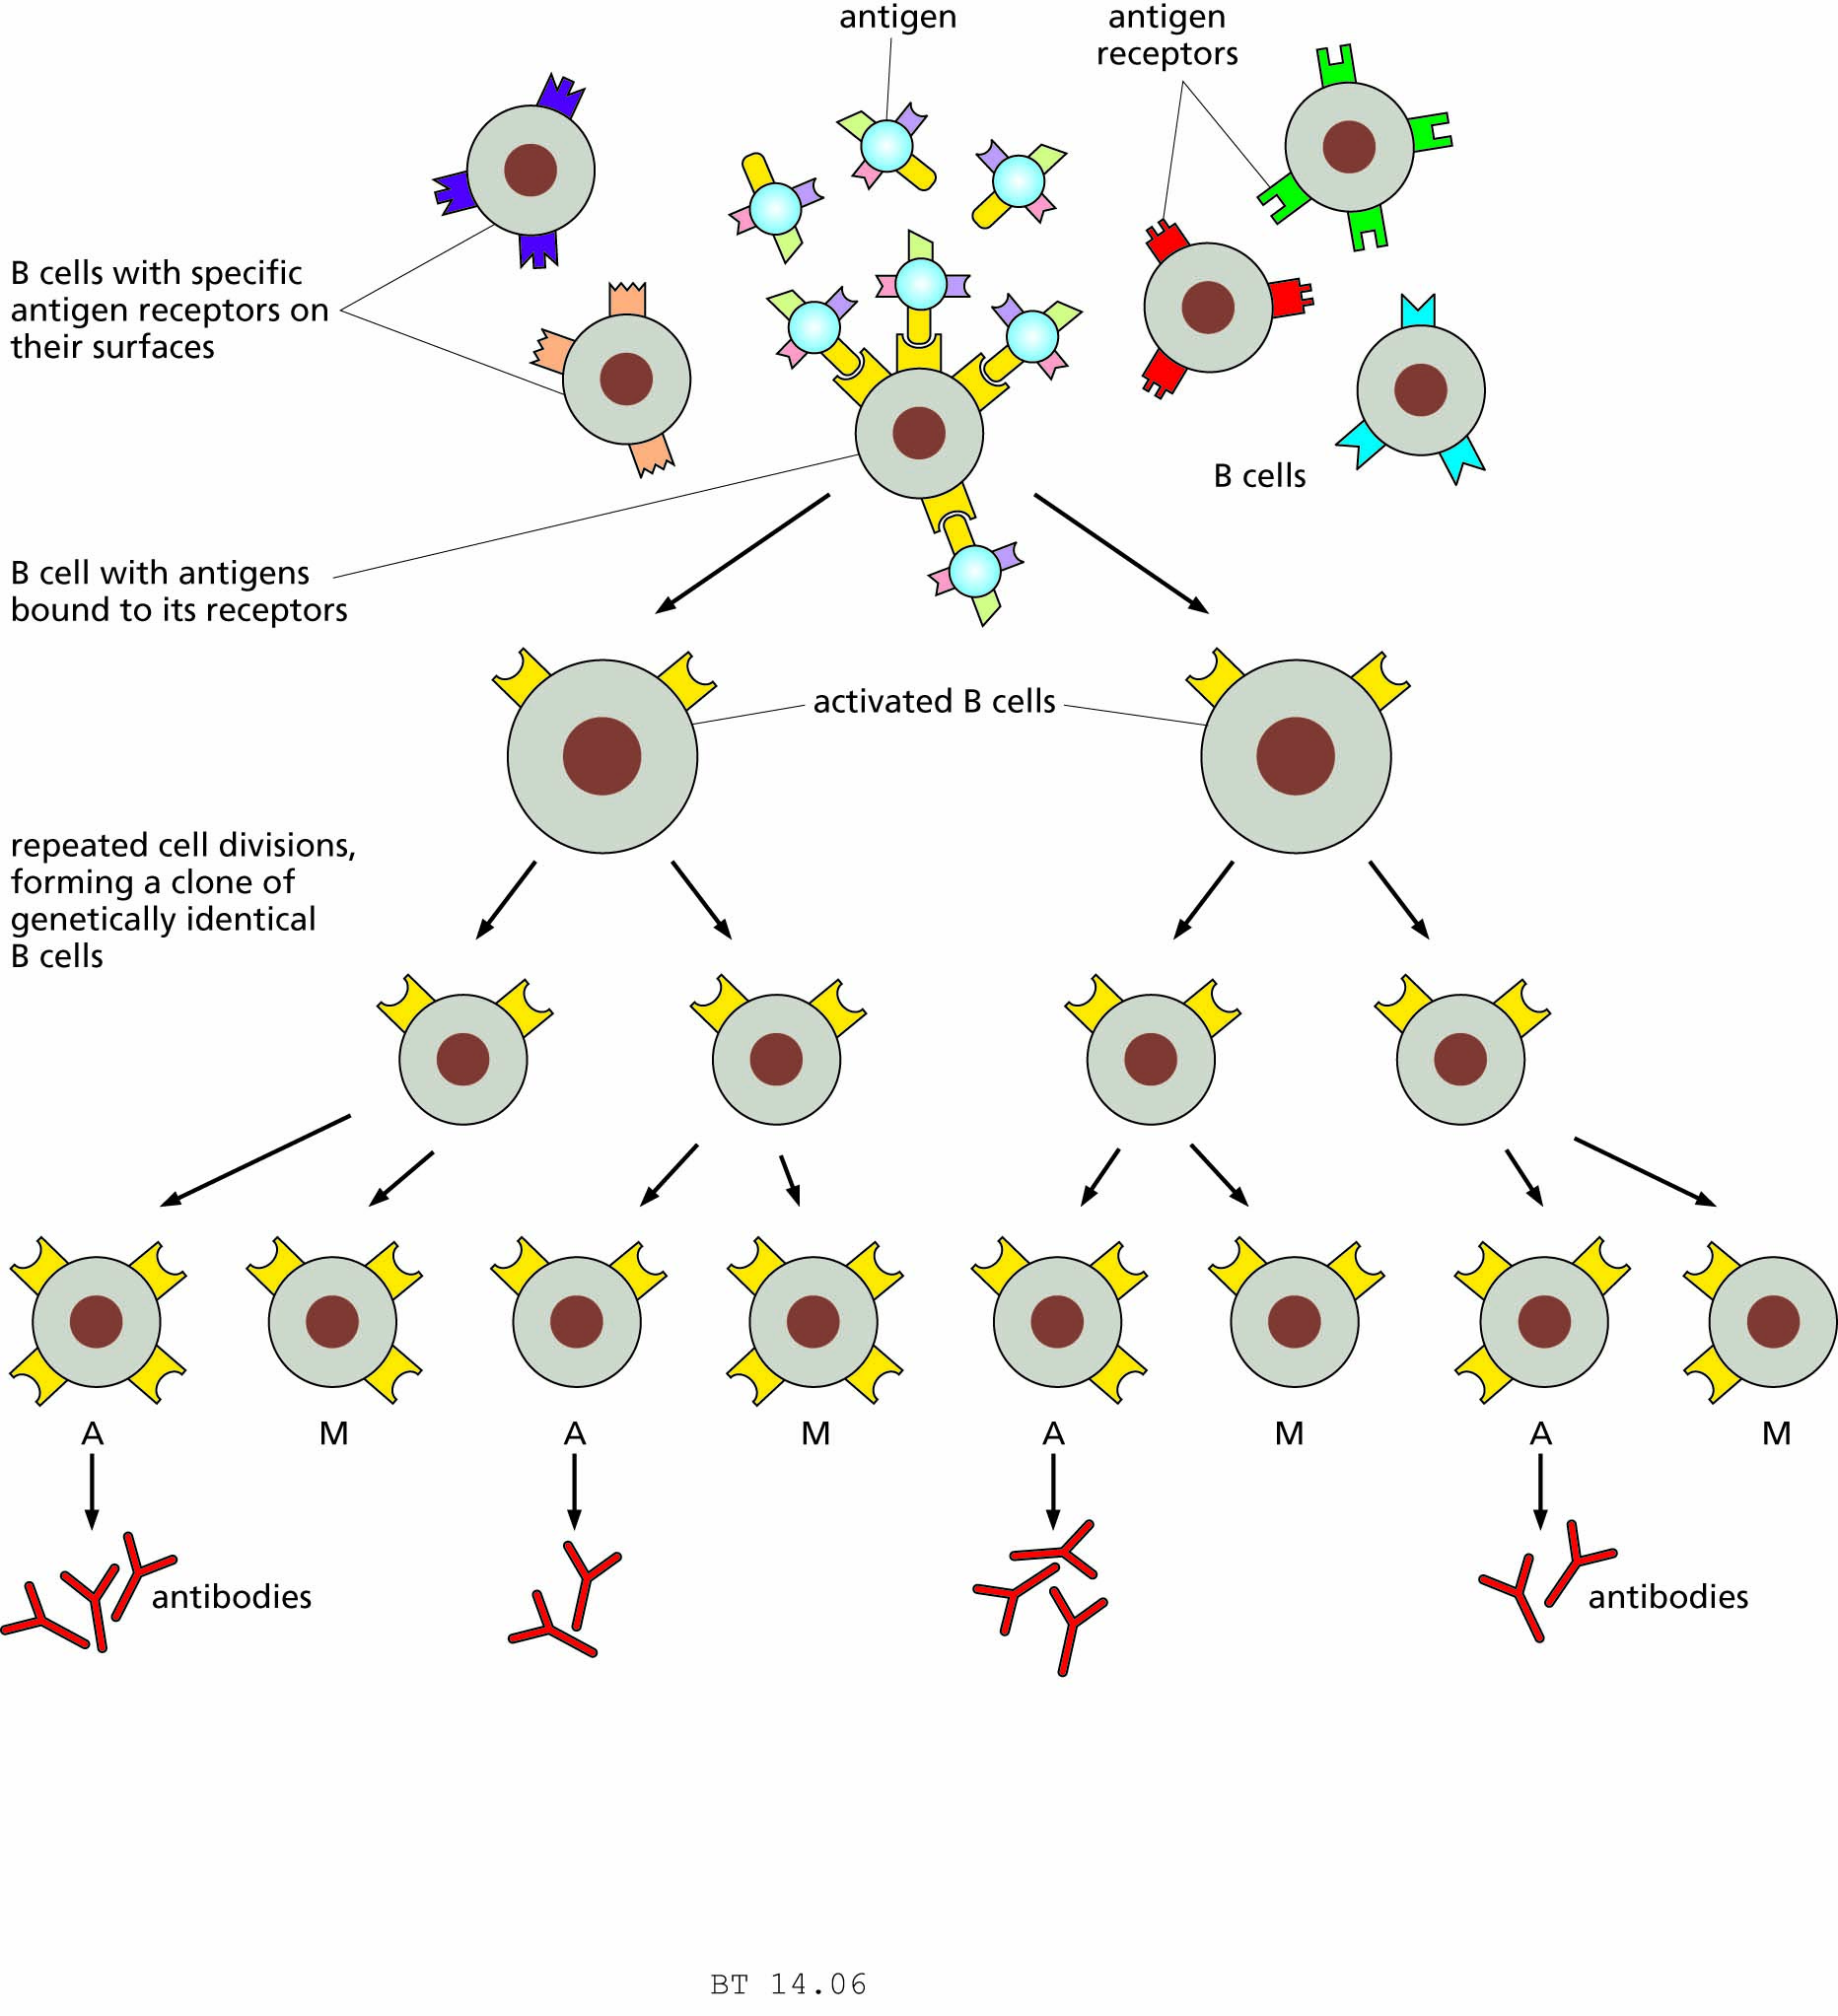 antigen
antigen
receptors
B cells with specific
antigen receptors on
their surfaces
B cells
B cell with antigens
bound to its receptors
activated B cells
repeated cell divisions,
forming a clone of
genetically identical
B cells
A M A M A M A M
antibodies
antibodies
BT 14.06